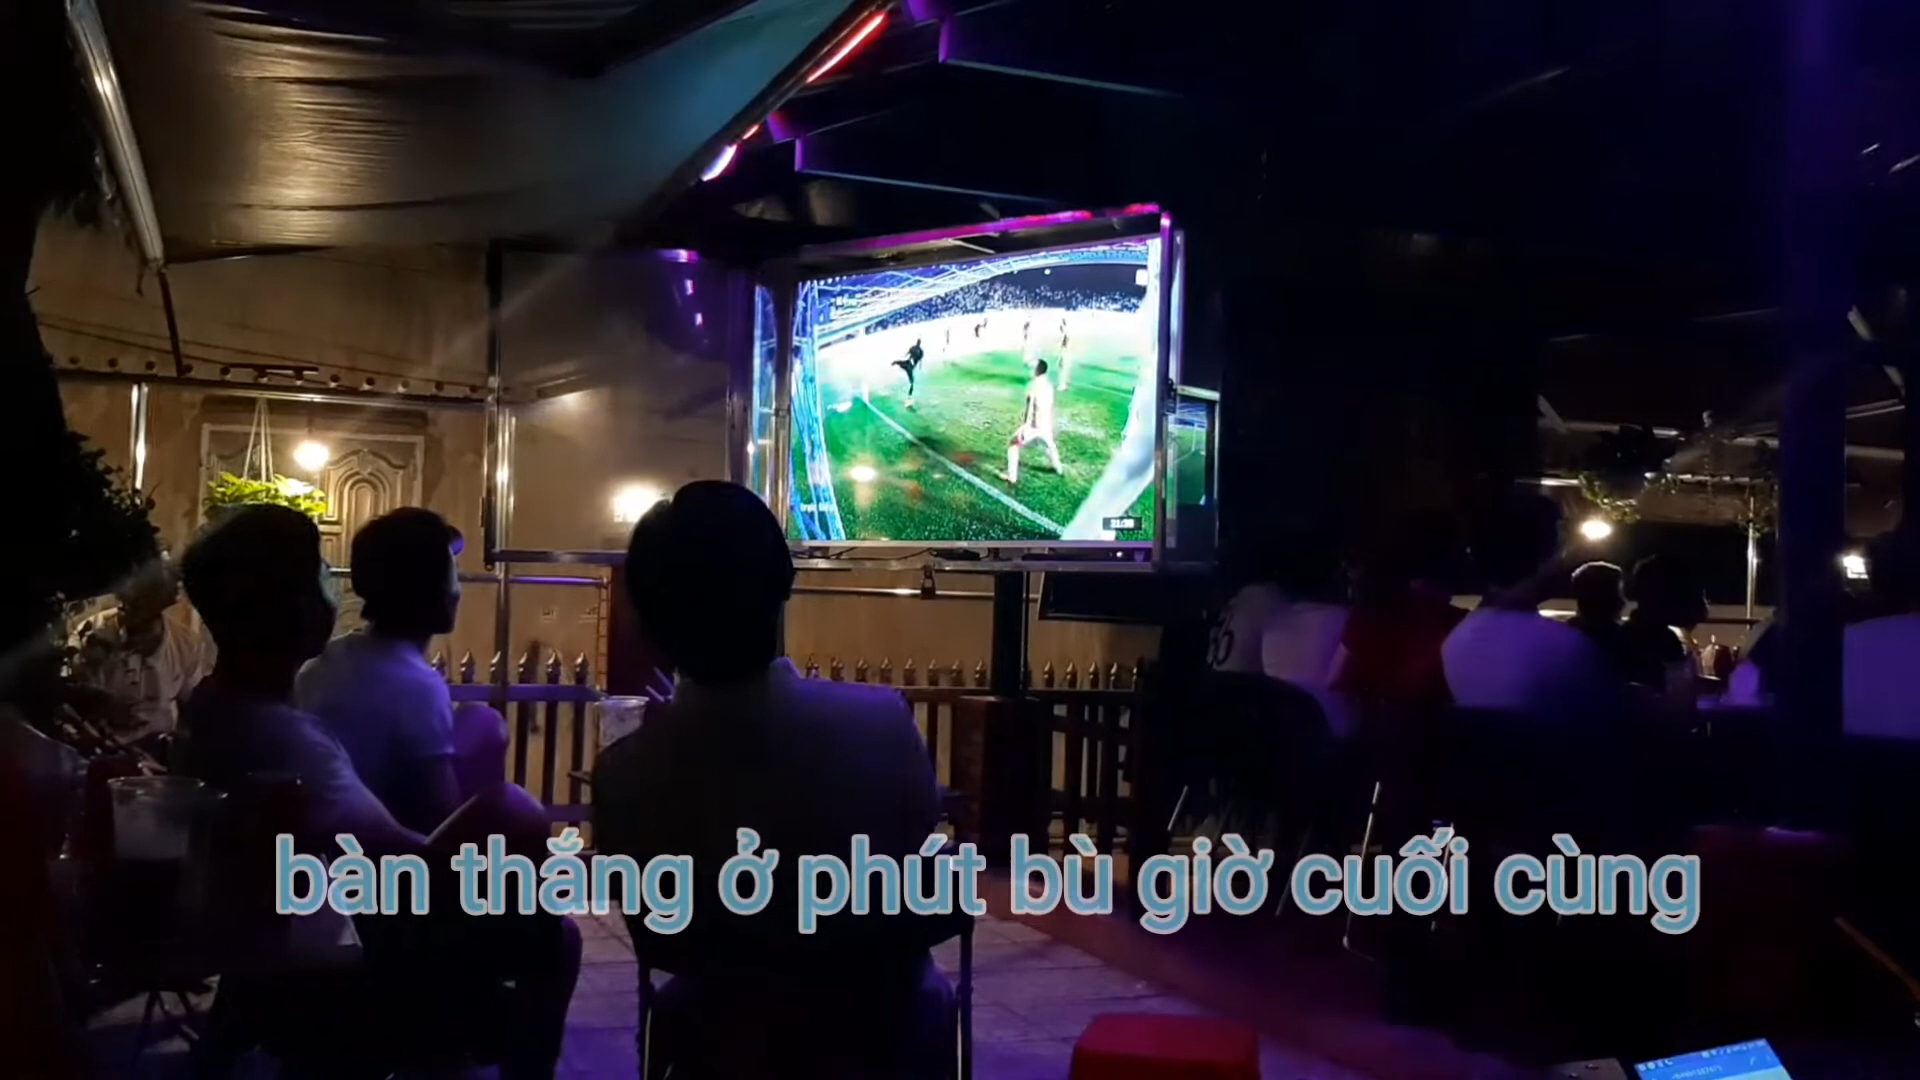 bàn thắng ở phút bù giờ cuối cùng